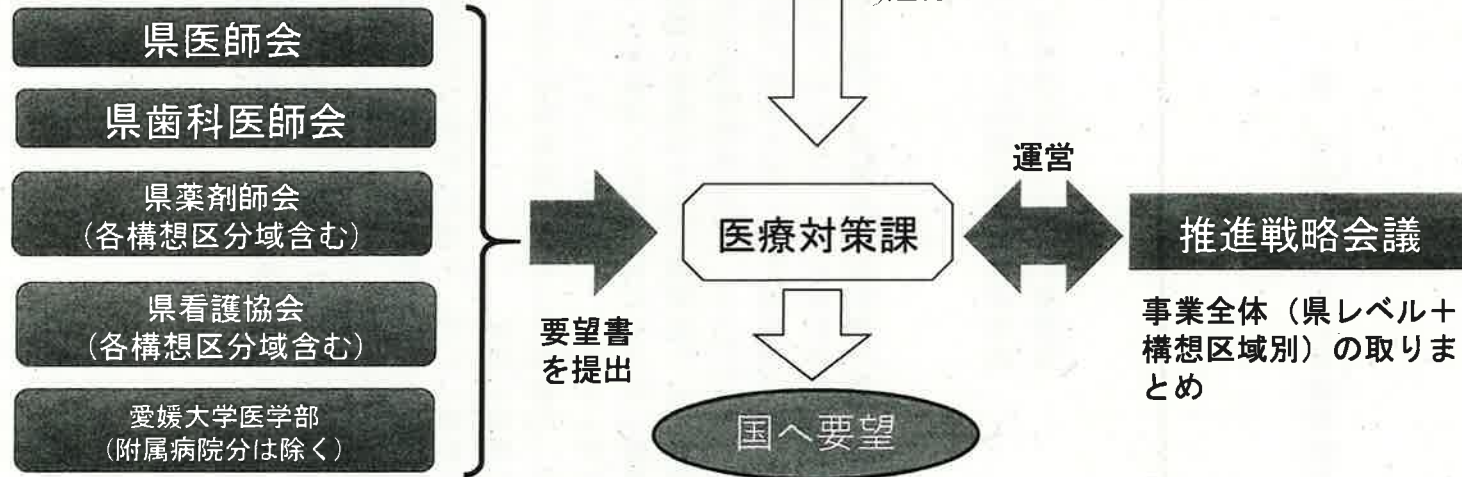 県医師会
県歯科医師会
県薬剤師会
(各構想区分域含む)
県看護協会
(各構想区分域含む)
愛媛大学医学部
(附属病院分は除く)
要望書
を提出
医療対策課
国へ要望
運営
推進戦略会議
事業全体（県レベル＋
構想区域別）の取りま
とめ